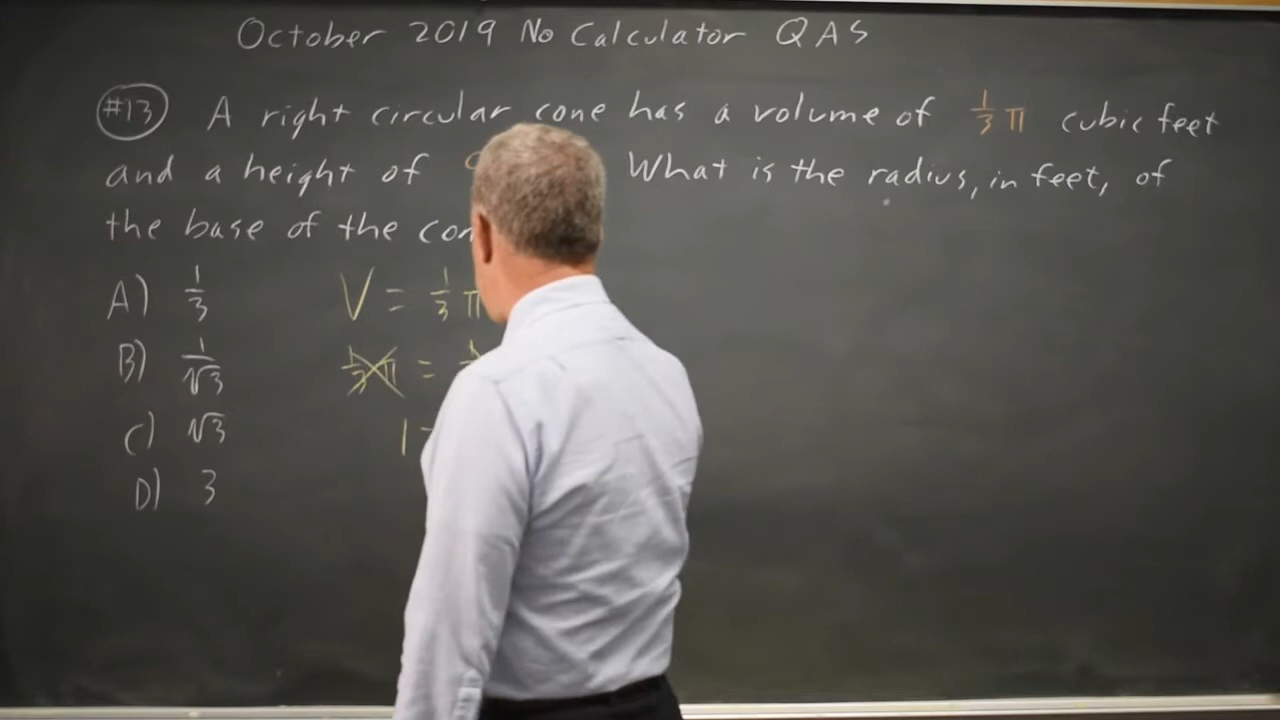 October 2019 No Calculator QAS
#13 A right circular cone has a volume of 1/3 π cubic feet
and a height of What is the radius, in feet, of
the base of the
A) 1/3
B) 1/√3
C) √3
D) 3
V = 1/3 π
1/3 π =
1 =